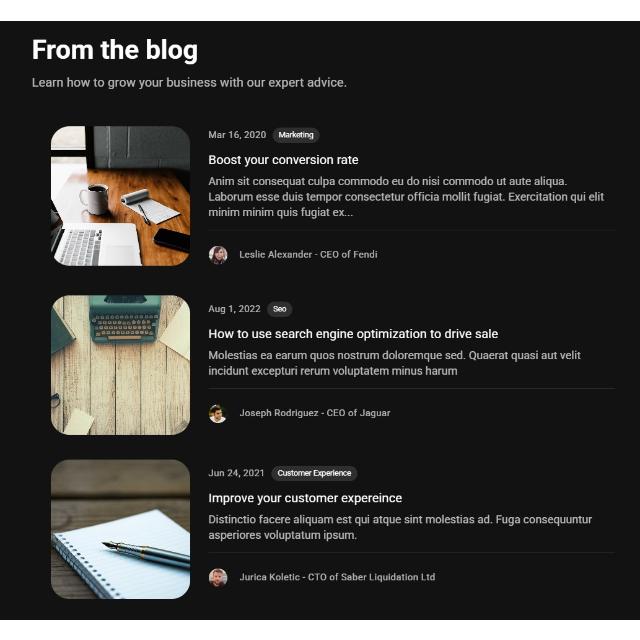 From the blog
Learn how to grow your business with our expert advice.
Mar 16, 2020 Marketing
Boost your conversion rate
Anim sit consequat culpa commodo eu do nisi commodo ut aute aliqua.
Laborum esse duis tempor consectetur officia mollit fugiat. Exercitation qui elit
minim minim quis fugiat ex...
Leslie Alexander - CEO of Fendi
Aug 1, 2022 Seo
How to use search engine optimization to drive sale
Molestias ea earum quos nostrum doloremque sed. Quaerat quasi aut velit
incidunt excepturi rerum voluptatem minus harum
Joseph Rodriguez - CEO of Jaguar
Jun 24, 2021 Customer Experience
Improve your customer expereince
Distinctio facere aliquam est qui atque sint molestias ad. Fuga consequuntur
asperiores voluptatum ipsum.
Jurica Koletic - CTO of Saber Liquidation Ltd